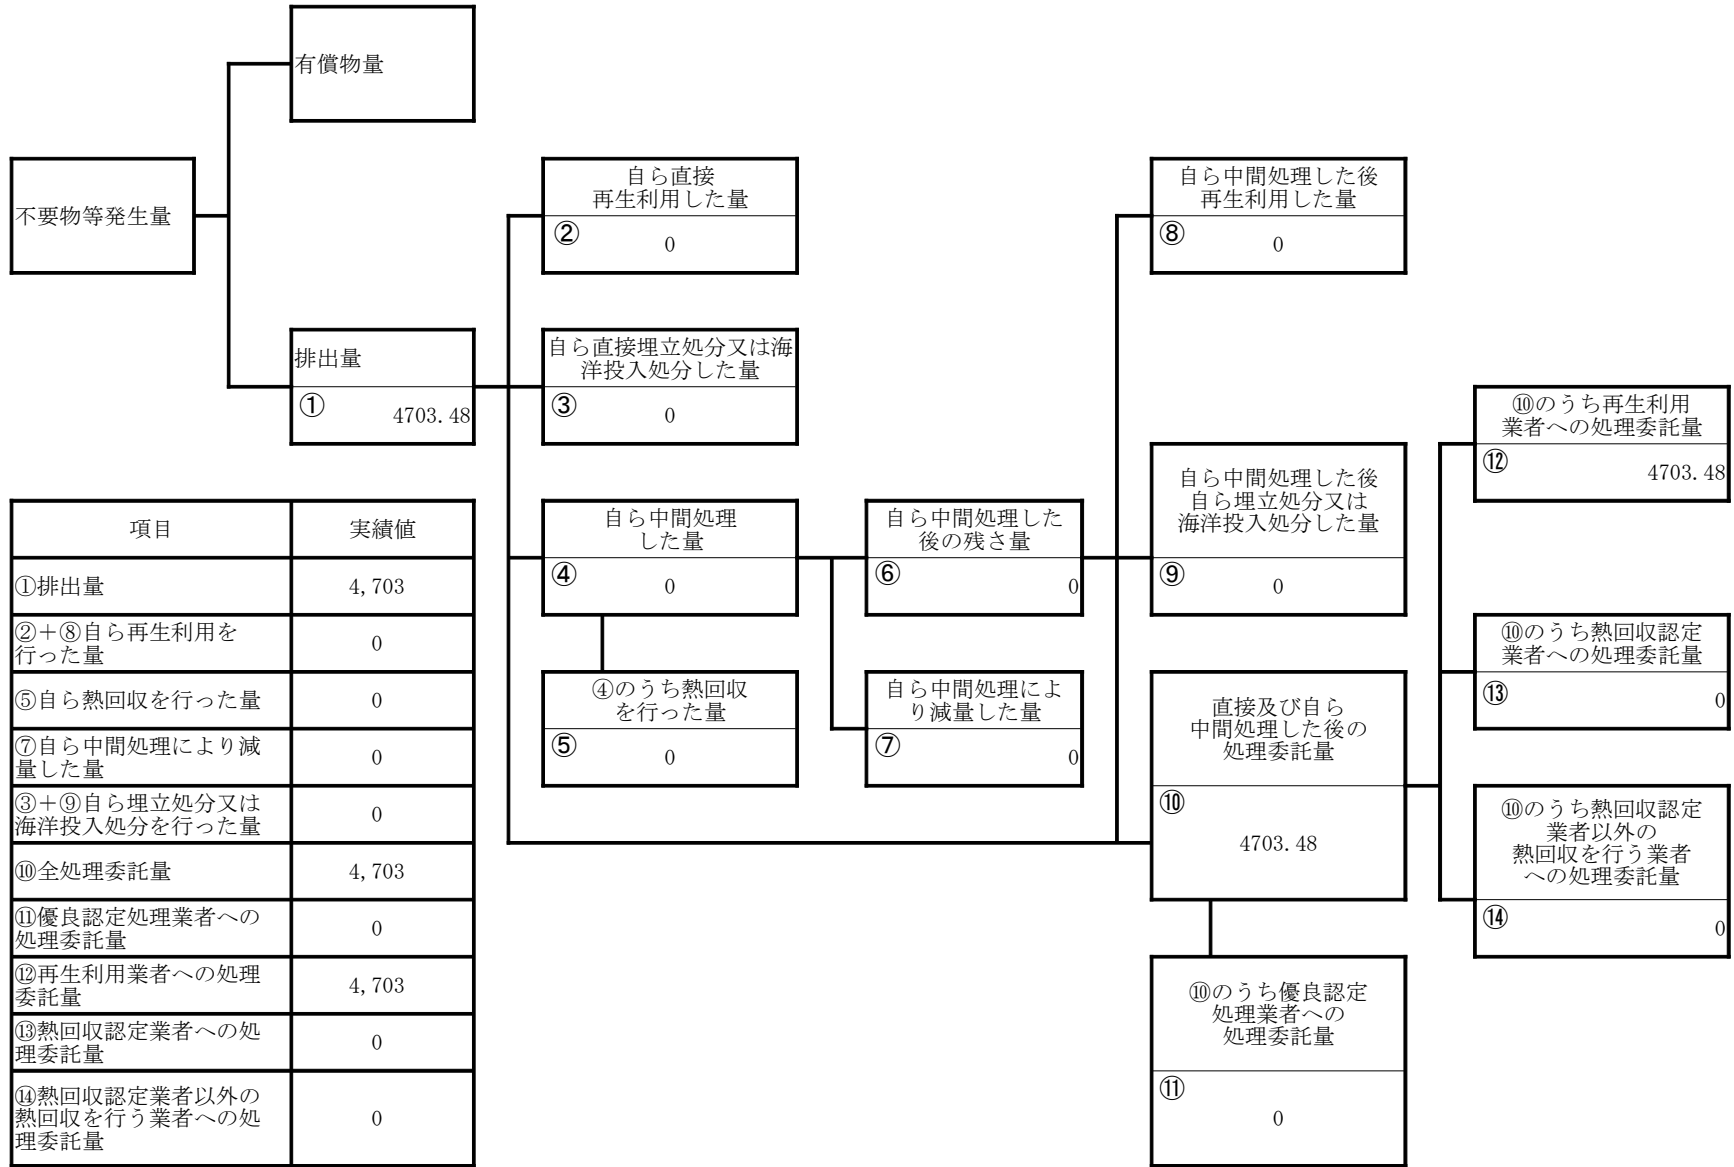 有償物量
不要物等発生量
自ら直接
再生利用した量
②
0
自ら中間処理した後
再生利用した量
⑧
0
排出量
①
4703.48
自ら直接埋立処分又は海
洋投入処分した量
③
0
自ら中間処理
した量
④
0
自ら中間処理した
後の残さ量
⑥
0
自ら中間処理した後
自ら埋立処分又は
海洋投入処分した量
⑨
0
⑩のうち再生利用
業者への処理委託量
⑫
4703.48
④のうち熱回収
を行った量
⑤
0
自ら中間処理によ
り減量した量
⑦
0
直接及び自ら
中間処理した後の
処理委託量
⑩
4703.48
⑩のうち熱回収認定
業者への処理委託量
⑬
0
⑩のうち熱回収認定
業者以外の
熱回収を行う業者
への処理委託量
⑭
0
⑩のうち優良認定
処理業者への
処理委託量
⑪
0
項目 実績値
①排出量 4,703
②＋⑧自ら再生利用を
行った量 0
⑤自ら熱回収を行った量 0
⑦自ら中間処理により減
量した量 0
③＋⑨自ら埋立処分又は
海洋投入処分を行った量 0
⑩全処理委託量 4,703
⑪優良認定処理業者への
処理委託量 0
⑫再生利用業者への処理
委託量 4,703
⑬熱回収認定業者への処
理委託量 0
⑭熱回収認定業者以外の
熱回収を行う業者への処
理委託量 0